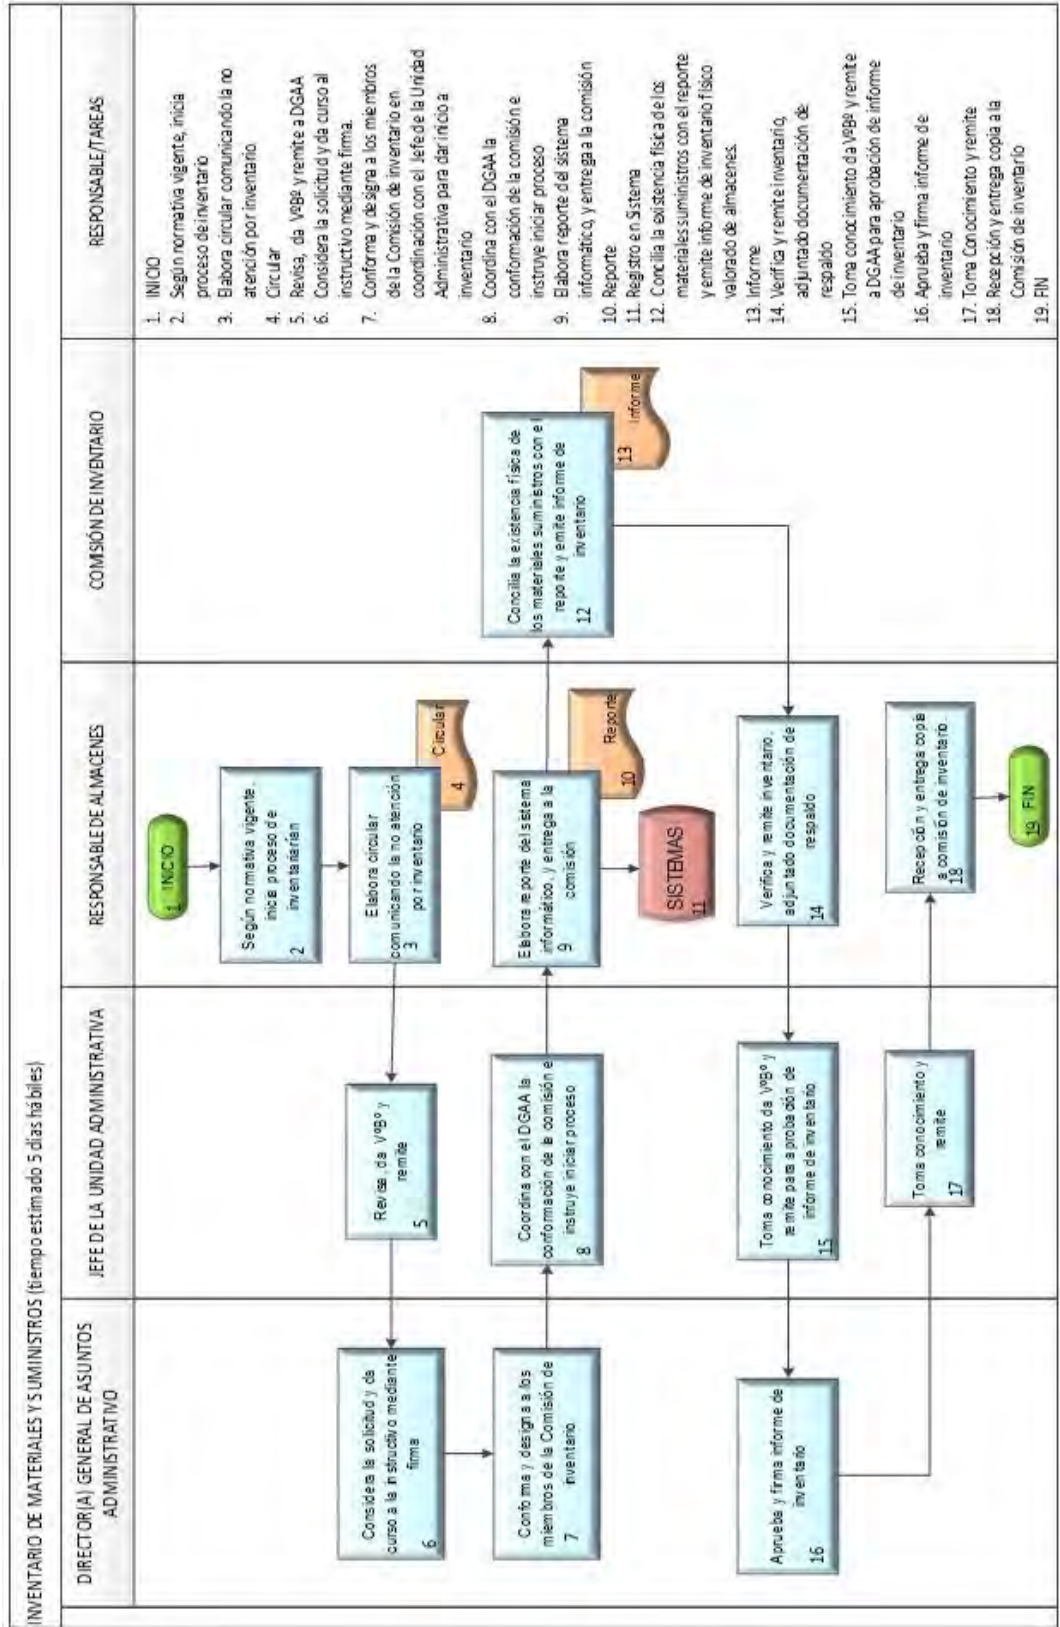 INVENTARIO DE MATERIALES Y SUMINISTROS (tiempo estimado 5 días hábiles)
DIRECTOR(A) GENERAL DE ASUNTOS
ADMINISTRATIVO
JEFE DE LA UNIDAD ADMINISTRATIVA
RESPONSABLE DE ALMACENES
COMISIÓN DE INVENTARIO
RESPONSABLE/TAREAS
1 INICIO
Según normativa vigente,
inicia proceso de
inventariarían
2
Elabora circular
comunicando la no atención
por inventario
3
Circular
4
Revisa, da VºBº y
remite
5
Considera la solicitud y da
curso a la instructivo mediante
firma
6
Conforma y designa a los
miembros de la Comisión de
inventario
7
Coordina con el DGAA la
conformación de la comisión e
instruye iniciar proceso
8
Elabora reporte del sistema
informático, y entrega a la
comisión
9
Reporte
10
SISTEMAS
11
Concilia la existencia física de
los materiales suministros con el
reporte y emite informe de
inventario
12
Informe
13
Verifica y remite inventario,
adjuntado documentación de
respaldo
14
Toma conocimiento da VºBº y
remite para aprobación de
informe de inventario
15
Aprueba y firma informe de
inventario
16
Toma conocimiento y
remite
17
Recepción y entrega copia
a comisión de inventario.
18
19 FIN
1. INICIO
2. Según normativa vigente, inicia
proceso de inventario
3. Elabora circular comunicando la no
atención por inventario
4. Circular
5. Revisa, da VºBº y remite a DGAA
6. Considera la solicitud y da curso al
instructivo mediante firma.
7. Conforma y designa a los miembros
de la Comisión de inventario en
coordinación con el Jefe de la Unidad
Administrativa para dar inicio a
inventario
8. Coordina con el DGAA la
conformación de la comisión e
instruye iniciar proceso
9. Elabora reporte del sistema
informático, y entrega a la comisión
10. Reporte
11. Registro en Sistema
12. Concilia la existencia física de los
materiales suministros con el reporte
y emite informe de inventario físico
valorado de almacenes.
13. Informe
14. Verifica y remite inventario,
adjuntado documentación de
respaldo
15. Toma conocimiento da VºBº y remite
a DGAA para aprobación de informe
de inventario
16. Aprueba y firma informe de
inventario
17. Toma Conocimiento y remite
18. Recepción y entrega copia a la
Comisión de inventario
19. FIN